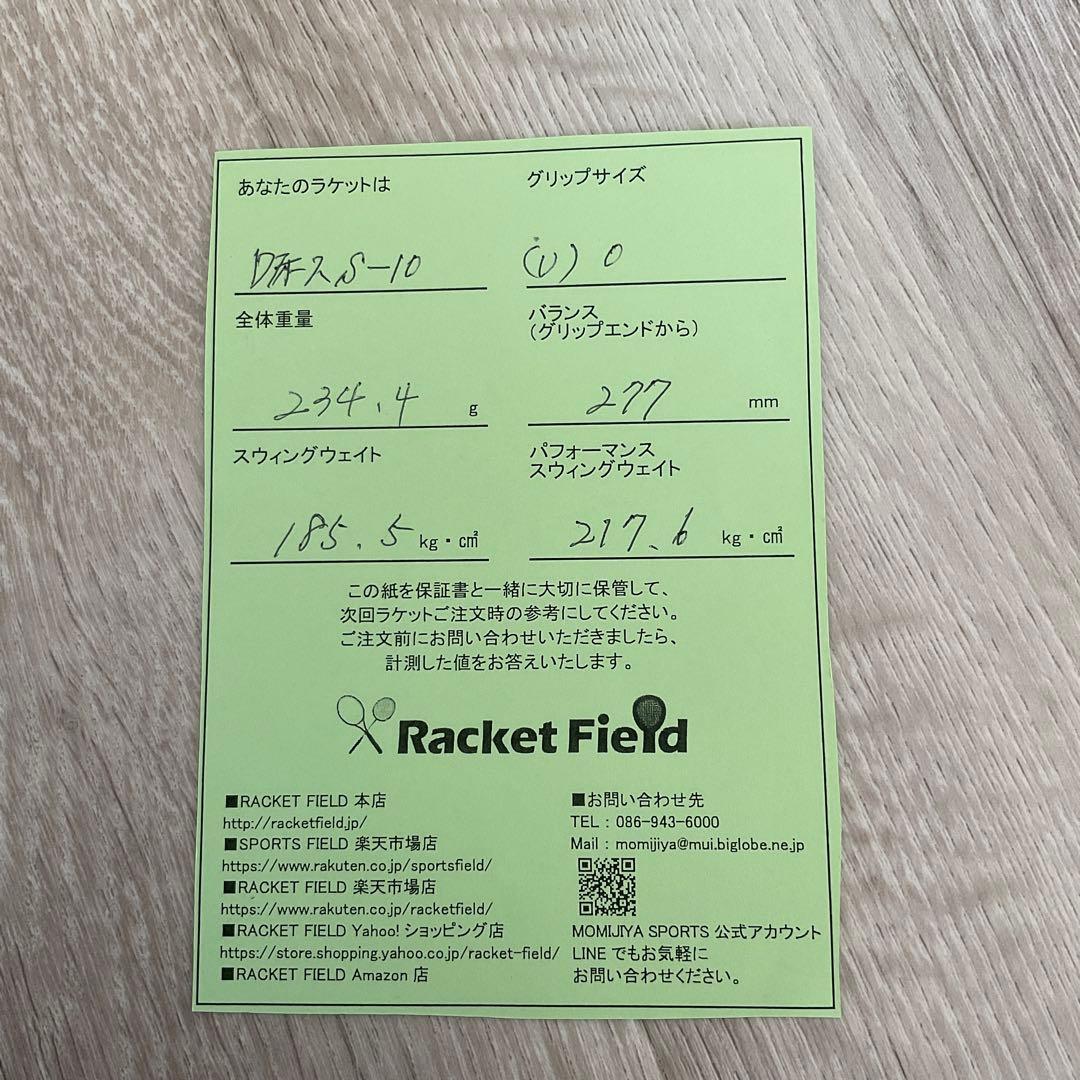 あなたのラケットは
グリップサイズ
S-10
(U) 0
全体重量
バランス
(グリップエンドから)
234.4 g
277 mm
スウィングウェイト
パフォーマンス
スウィングウェイト
185.5 kg・c㎡
217.6 kg・c㎡
この紙を保証書と一緒に大切に保管して、
次回ラケットご注文時の参考にしてください。
ご注文前にお問い合わせいただきましたら、
計測した値をお答えいたします。
Racket Field
■RACKET FIELD 本店
http://racketfield.jp/
■SPORTS FIELD 楽天市場店
https://www.rakuten.co.jp/sportsfield/
■RACKET FIELD 楽天市場店
https://www.rakuten.co.jp/racketfield/
■RACKET FIELD Yahoo!ショッピング店
https://store.shopping.yahoo.co.jp/racket-field/
■RACKET FIELD Amazon 店
■お問い合わせ先
TEL : 086-943-6000
Mail : momijiya@mui.biglobe.ne.jp
MOMIJIYA SPORTS 公式アカウント
LINE でもお気軽に
お問い合わせください。